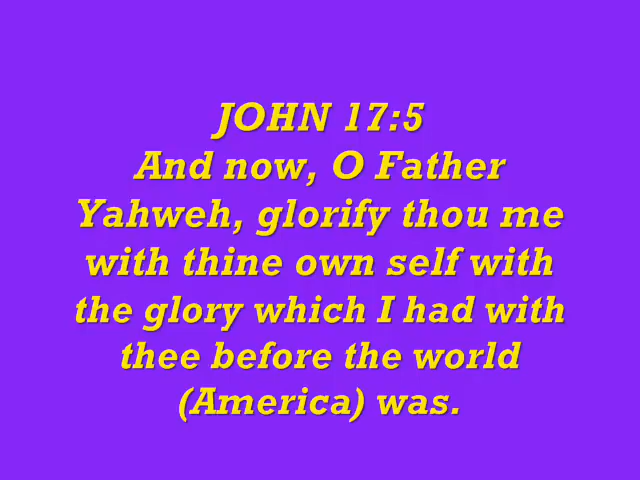 JOHN 17:5
And now, O Father
Yahweh, glorify thou me
with thine own self with
the glory which I had with
thee before the world
(America) was.